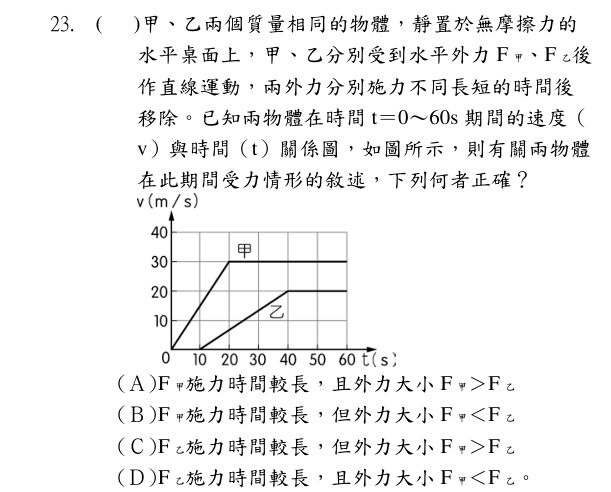 23. (　)甲、乙兩個質量相同的物體，靜置於無摩擦力的
水平桌面上，甲、乙分別受到水平外力F甲、F乙後
作直線運動，兩外力分別施力不同長短的時間後
移除。已知兩物體在時間t＝0～60s期間的速度（
v）與時間（t）關係圖，如圖所示，則有關兩物體
在此期間受力情形的敘述，下列何者正確？
v(m/s)
40
30
20
10
甲
乙
0 10 20 30 40 50 60 t(s)
（A)F甲施力時間較長，且外力大小F甲＞F乙
（B)F甲施力時間較長，但外力大小F甲＜F乙
（C)F乙施力時間較長，但外力大小F甲＞F乙
（D)F乙施力時間較長，且外力大小F甲＜F乙。